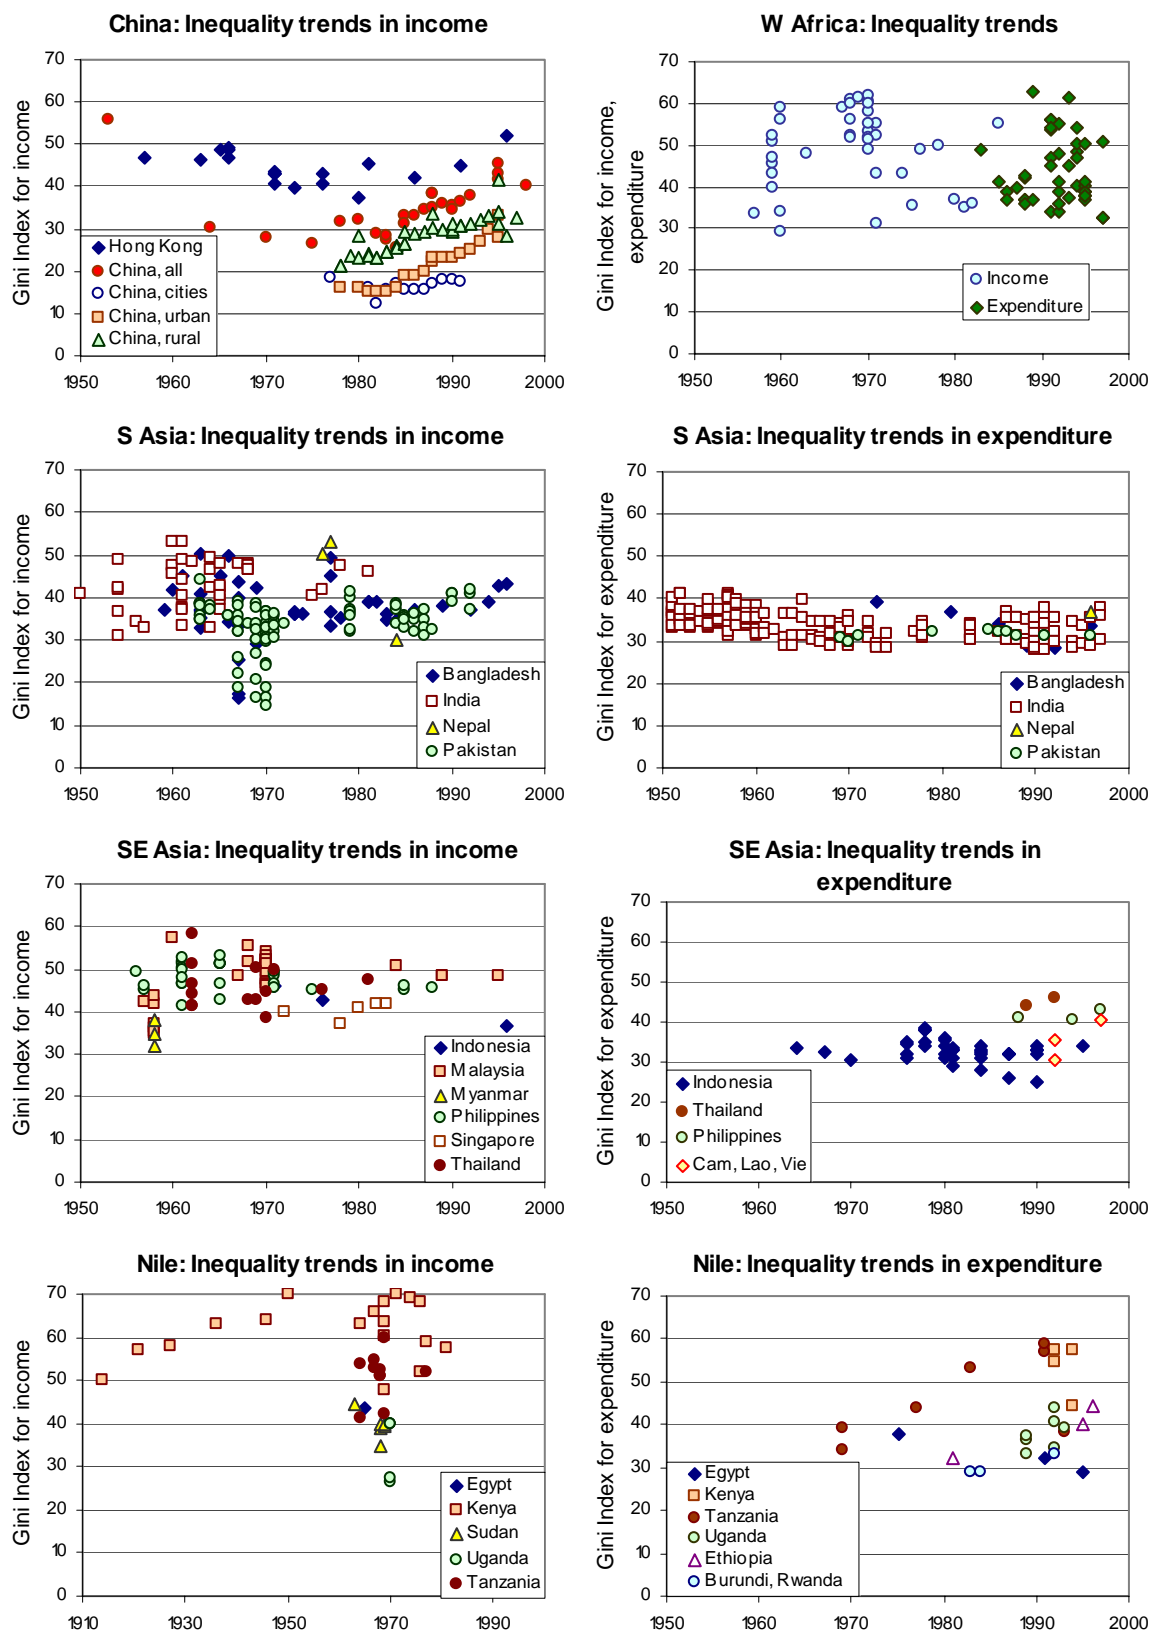 China: Inequality trends in income
Gini Index for income
70
60
50
40
30
20
10
0
Hong Kong
China, all
China, cities
China, urban
China, rural
1950 1960 1970 1980 1990 2000
W Africa: Inequality trends
Gini Index for income,
expenditure
70
60
50
40
30
20
10
0
Income
Expenditure
1950 1960 1970 1980 1990 2000
S Asia: Inequality trends in income
Gini Index for income
70
60
50
40
30
20
10
0
Bangladesh
India
Nepal
Pakistan
1950 1960 1970 1980 1990 2000
S Asia: Inequality trends in expenditure
Gini Index for expenditure
70
60
50
40
30
20
10
0
Bangladesh
India
Nepal
Pakistan
1950 1960 1970 1980 1990 2000
SE Asia: Inequality trends in income
Gini Index for income
70
60
50
40
30
20
10
0
Indonesia
Malaysia
Myanmar
Philippines
Singapore
Thailand
1950 1960 1970 1980 1990 2000
SE Asia: Inequality trends in
expenditure
Gini Index for expenditure
70
60
50
40
30
20
10
0
Indonesia
Thailand
Philippines
Cam, Lao, Vie
1950 1960 1970 1980 1990 2000
Nile: Inequality trends in income
Gini Index for income
70
60
50
40
30
20
10
0
Egypt
Kenya
Sudan
Uganda
Tanzania
1910 1930 1950 1970 1990
Nile: Inequality trends in expenditure
Gini Index for expenditure
70
60
50
40
30
20
10
0
Egypt
Kenya
Tanzania
Uganda
Ethiopia
Burundi, Rwanda
1950 1960 1970 1980 1990 2000